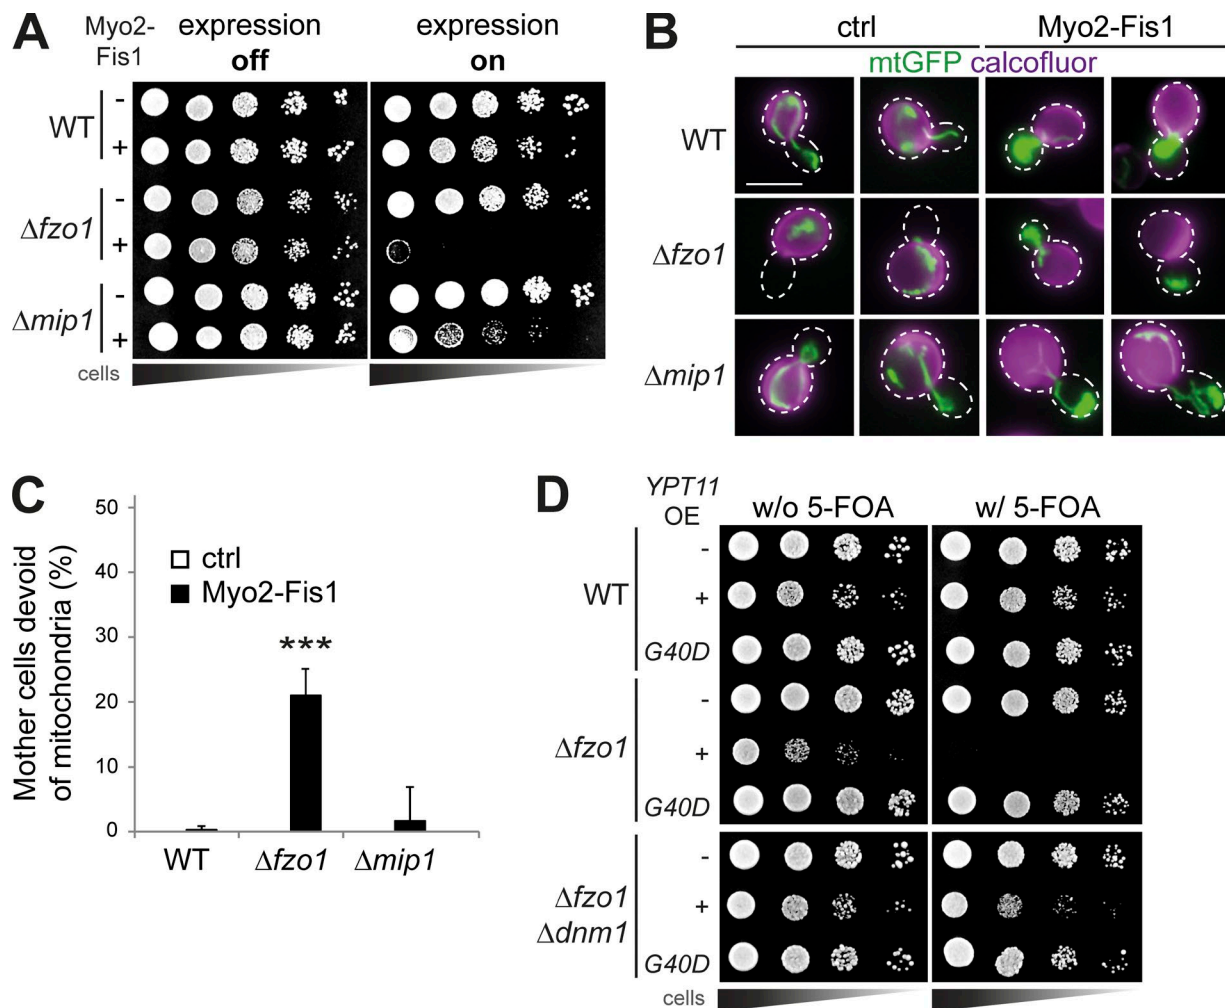 A
Myo2-
Fis1
expression
off
expression
on
WT
-
+
Δfzo1
-
+
Δmip1
-
+
cells
B
ctrl
Myo2-Fis1
mtGFP calcofluor
WT
Δfzo1
Δmip1
C
Mother cells devoid
of mitochondria (%)
50
40
30
20
10
0
ctrl
Myo2-Fis1
***
WT
Δfzo1
Δmip1
D
YPT11
OE
w/o 5-FOA
w/ 5-FOA
WT
-
+
G40D
Δfzo1
-
+
G40D
Δfzo1
Δdnm1
-
+
G40D
cells